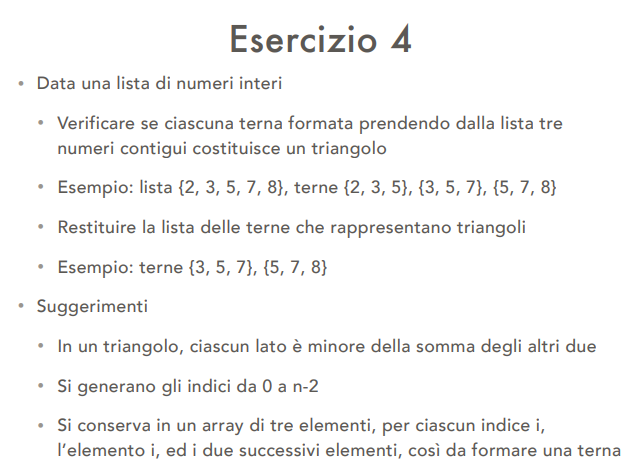 Esercizio 4
• Data una lista di numeri interi
• Verificare se ciascuna terna formata prendendo dalla lista tre
numeri contigui costituisce un triangolo
• Esempio: lista {2, 3, 5, 7, 8}, terne {2, 3, 5}, {3, 5, 7}, {5, 7, 8}
• Restituire la lista delle terne che rappresentano triangoli
• Esempio: terne {3, 5, 7}, {5, 7, 8}
• Suggerimenti
• In un triangolo, ciascun lato è minore della somma degli altri due
• Si generano gli indici da 0 a n-2
• Si conserva in un array di tre elementi, per ciascun indice i,
l’elemento i, ed i due successivi elementi, così da formare una terna